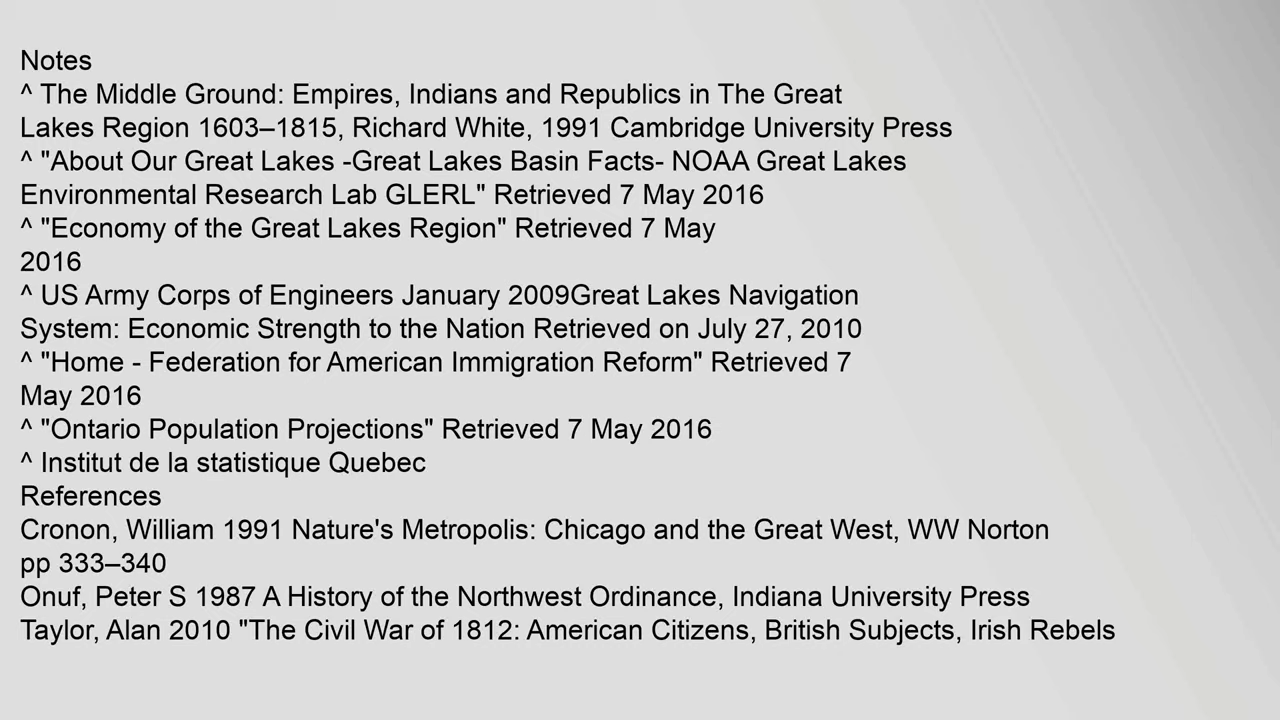 Notes
^ The Middle Ground: Empires, Indians and Republics in The Great
Lakes Region 1603–1815, Richard White, 1991 Cambridge University Press
^ "About Our Great Lakes -Great Lakes Basin Facts- NOAA Great Lakes
Environmental Research Lab GLERL" Retrieved 7 May 2016
^ "Economy of the Great Lakes Region" Retrieved 7 May
2016
^ US Army Corps of Engineers January 2009Great Lakes Navigation
System: Economic Strength to the Nation Retrieved on July 27, 2010
^ "Home - Federation for American Immigration Reform" Retrieved 7
May 2016
^ "Ontario Population Projections" Retrieved 7 May 2016
^ Institut de la statistique Quebec
References
Cronon, William 1991 Nature's Metropolis: Chicago and the Great West, WW Norton
pp 333–340
Onuf, Peter S 1987 A History of the Northwest Ordinance, Indiana University Press
Taylor, Alan 2010 "The Civil War of 1812: American Citizens, British Subjects, Irish Rebels